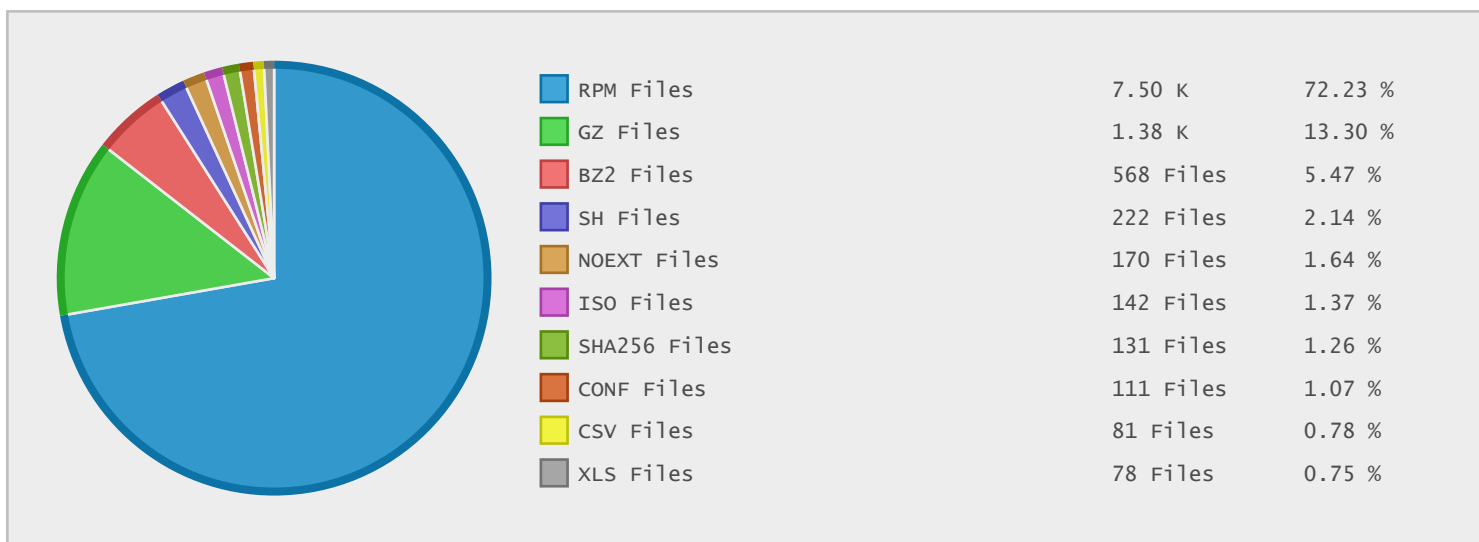 RPM Files 7.50 K 72.23 %
GZ Files 1.38 K 13.30 %
BZ2 Files 568 Files 5.47 %
SH Files 222 Files 2.14 %
NOEXT Files 170 Files 1.64 %
ISO Files 142 Files 1.37 %
SHA256 Files 131 Files 1.26 %
CONF Files 111 Files 1.07 %
CSV Files 81 Files 0.78 %
XLS Files 78 Files 0.75 %